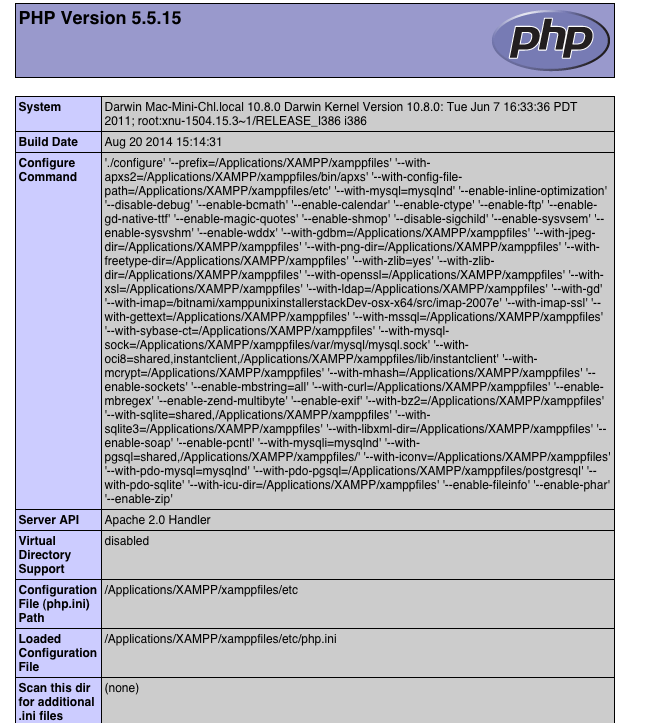 PHP Version 5.5.15
php
System
Darwin Mac-Mini-Chl.local 10.8.0 Darwin Kernel Version 10.8.0: Tue Jun 7 16:33:36 PDT
2011; root:xnu-1504.15.3~1/RELEASE_I386 i386
Build Date
Aug 20 2014 15:14:31
Configure
Command
'./configure' '--prefix=/Applications/XAMPP/xamppfiles' '--with-
apxs2=/Applications/XAMPP/xamppfiles/bin/apxs' '--with-config-file-
path=/Applications/XAMPP/xamppfiles/etc' '--with-mysql=mysqlnd' '--enable-inline-optimization'
'--disable-debug' '--enable-bcmath' '--enable-calendar' '--enable-ctype' '--enable-ftp' '--enable-
gd-native-ttf' '--enable-magic-quotes' '--enable-shmop' '--disable-sigchild' '--enable-sysvsem' '--
enable-sysvshm' '--enable-wddx' '--with-gdbm=/Applications/XAMPP/xamppfiles' '--with-jpeg-
dir=/Applications/XAMPP/xamppfiles' '--with-png-dir=/Applications/XAMPP/xamppfiles' '--with-
freetype-dir=/Applications/XAMPP/xamppfiles' '--with-zlib=yes' '--with-zlib-
dir=/Applications/XAMPP/xamppfiles' '--with-openssl=/Applications/XAMPP/xamppfiles' '--with-
xsl=/Applications/XAMPP/xamppfiles' '--with-ldap=/Applications/XAMPP/xamppfiles' '--with-gd'
'--with-imap=/bitnami/xamppunixinstallerstackDev-osx-x64/src/imap-2007e' '--with-imap-ssl' '--
with-gettext=/Applications/XAMPP/xamppfiles' '--with-mssql=/Applications/XAMPP/xamppfiles'
'--with-sybase-ct=/Applications/XAMPP/xamppfiles' '--with-mysql-
sock=/Applications/XAMPP/xamppfiles/var/mysql/mysql.sock' '--with-
oci8=shared,instantclient,/Applications/XAMPP/xamppfiles/lib/instantclient' '--with-
mcrypt=/Applications/XAMPP/xamppfiles' '--with-mhash=/Applications/XAMPP/xamppfiles' '--
enable-sockets' '--enable-mbstring=all' '--with-curl=/Applications/XAMPP/xamppfiles' '--enable-
mbregex' '--enable-zend-multibyte' '--enable-exif' '--with-bz2=/Applications/XAMPP/xamppfiles'
'--with-sqlite=shared,/Applications/XAMPP/xamppfiles' '--with-
sqlite3=/Applications/XAMPP/xamppfiles' '--with-libxml-dir=/Applications/XAMPP/xamppfiles' '--
enable-soap' '--enable-pcntl' '--with-mysqli=mysqlnd' '--with-
pgsql=shared,/Applications/XAMPP/xamppfiles/' '--with-iconv=/Applications/XAMPP/xamppfiles'
'--with-pdo-mysql=mysqlnd' '--with-pdo-pgsql=/Applications/XAMPP/xamppfiles/postgresql' '--
with-pdo-sqlite' '--with-icu-dir=/Applications/XAMPP/xamppfiles' '--enable-fileinfo' '--enable-phar'
'--enable-zip'
Server API
Apache 2.0 Handler
Virtual
Directory
Support
disabled
Configuration
File (php.ini)
Path
/Applications/XAMPP/xamppfiles/etc
Loaded
Configuration
File
/Applications/XAMPP/xamppfiles/etc/php.ini
Scan this dir
for additional
.ini files
(none)